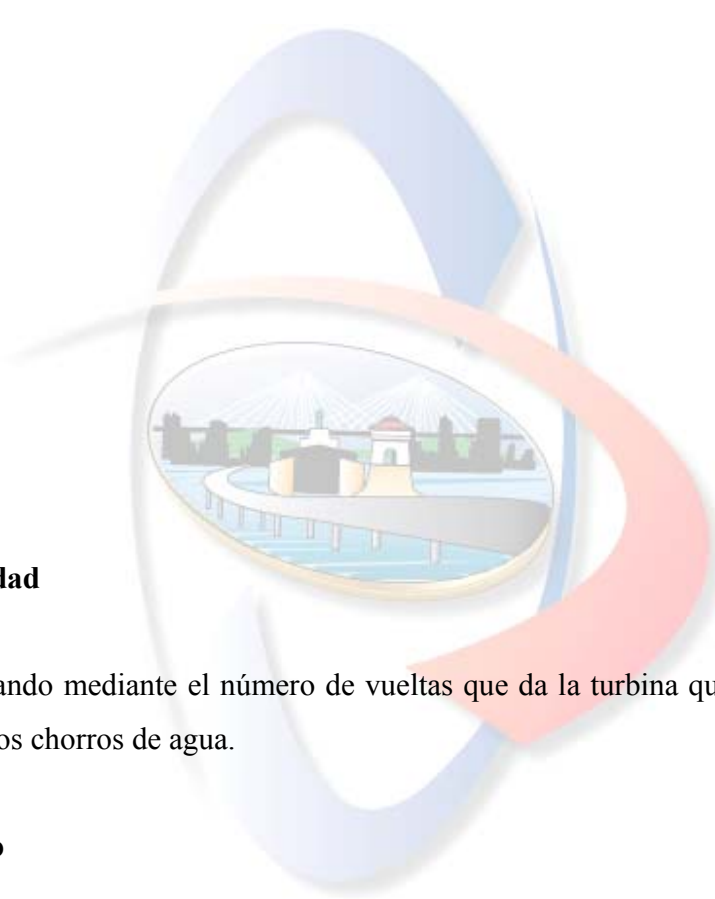 dad
ando mediante el número de vueltas que da la turbina qu
os chorros de agua.
o